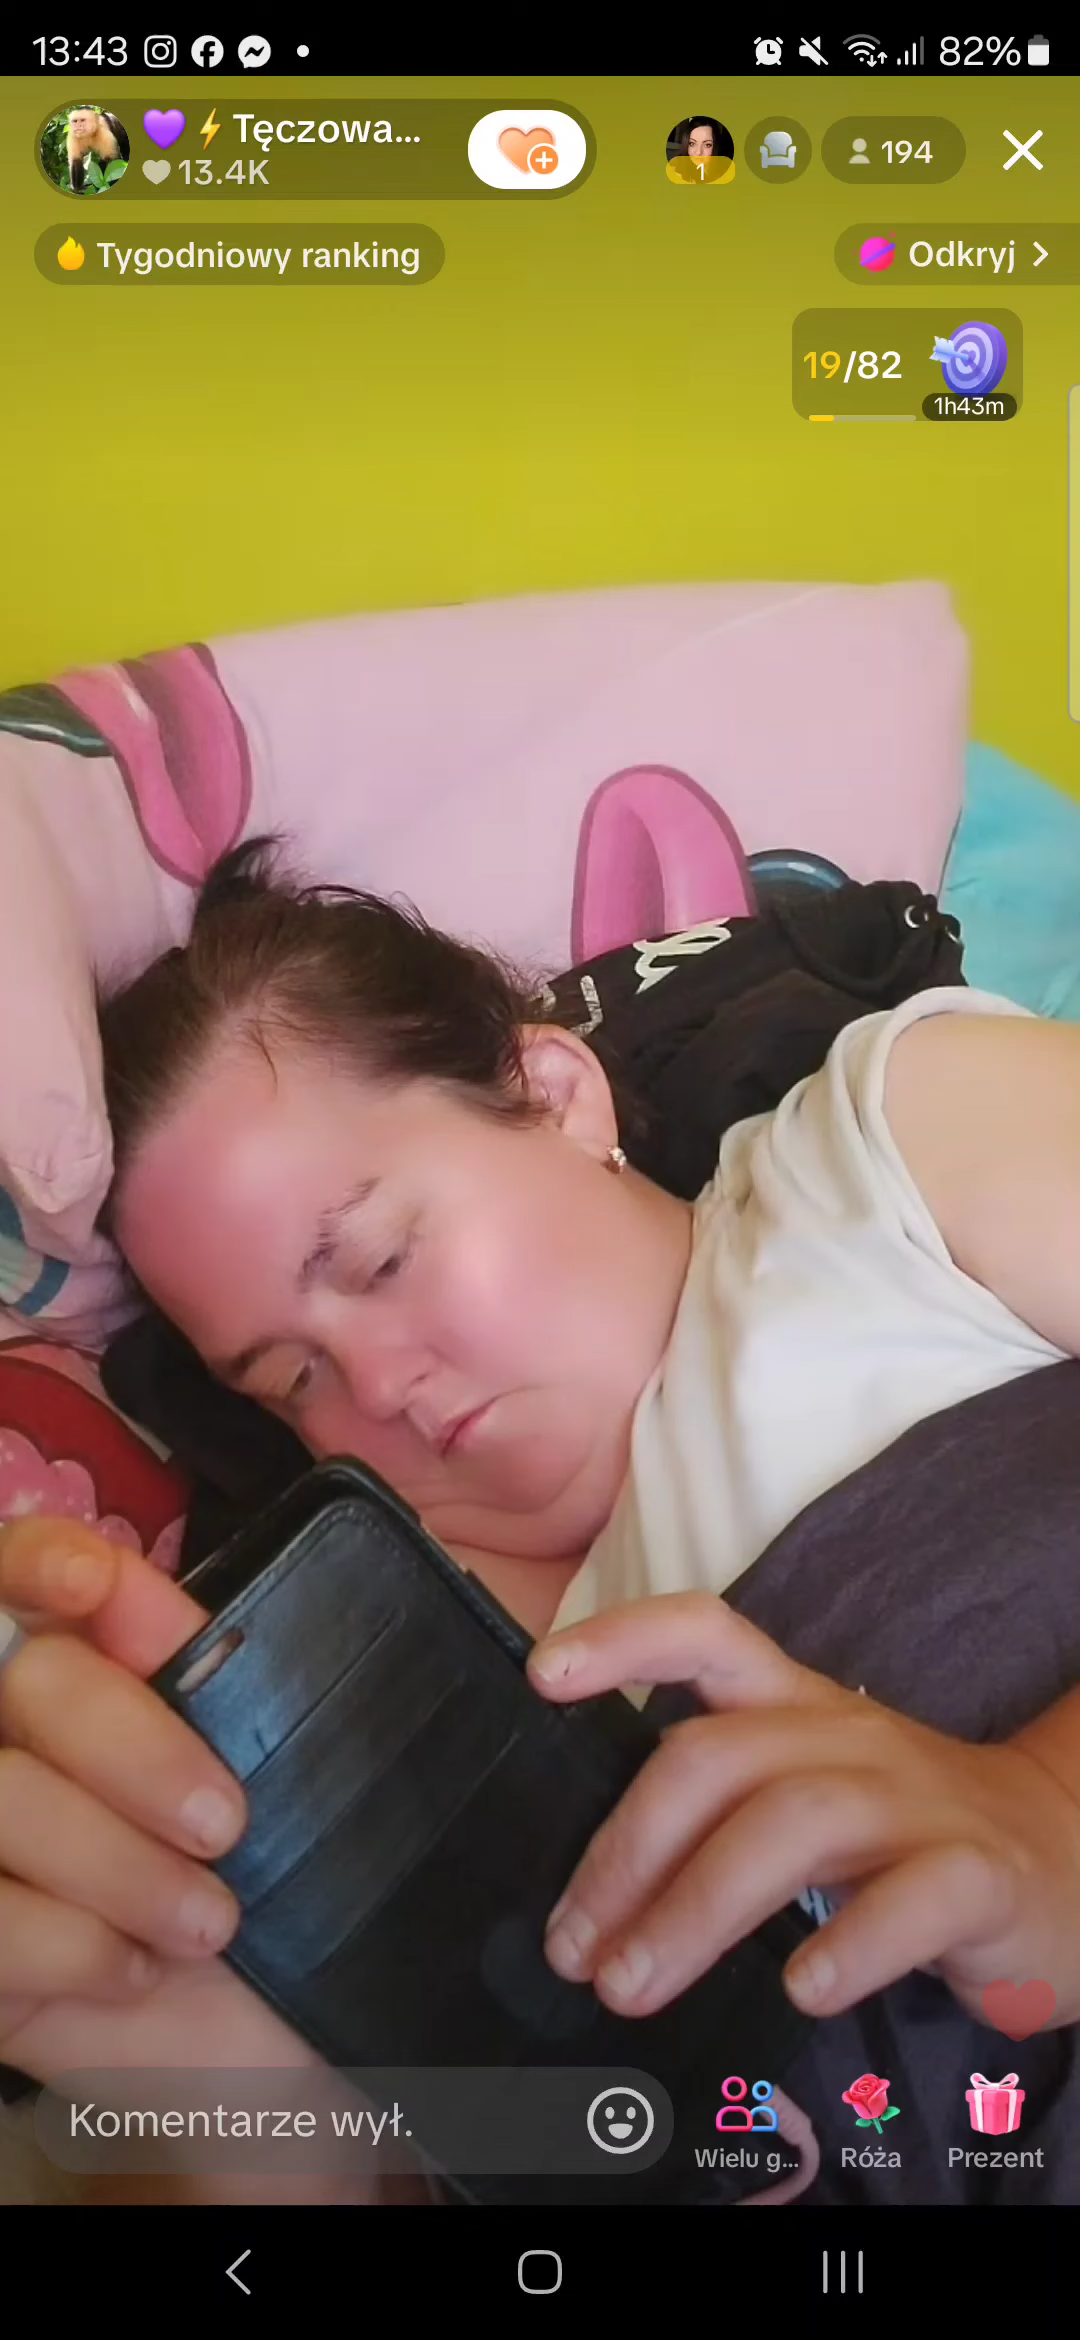 13:43
82%
💜⚡Tęczowa...
13.4K
1
194
Tygodniowy ranking
Odkryj >
19/82
1h43m
Komentarze wył.
Wielu g...
Róża
Prezent